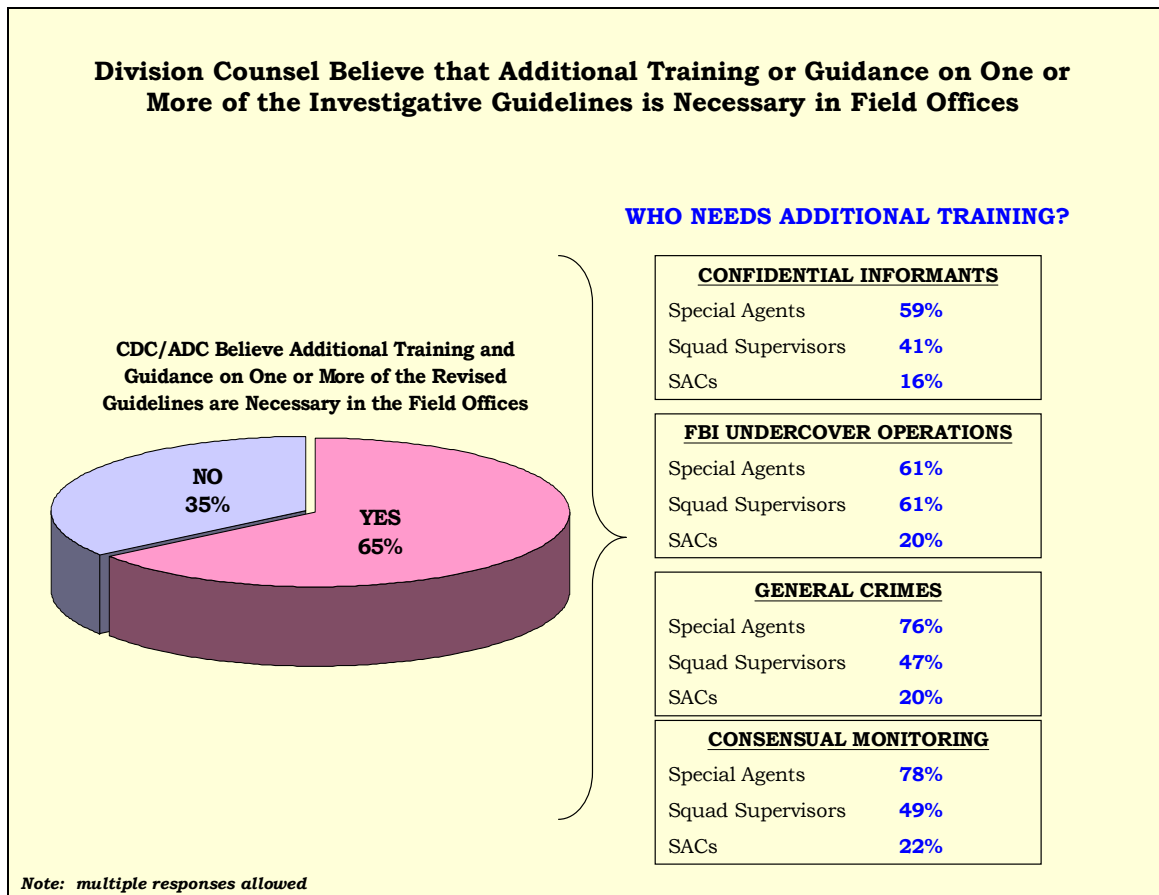 Division Counsel Believe that Additional Training or Guidance on One or
More of the Investigative Guidelines is Necessary in Field Offices
CDC/ADC Believe Additional Training and
Guidance on One or More of the Revised
Guidelines are Necessary in the Field Offices
NO
35%
YES
65%
WHO NEEDS ADDITIONAL TRAINING?
CONFIDENTIAL INFORMANTS
Special Agents 59%
Squad Supervisors 41%
SACs 16%
FBI UNDERCOVER OPERATIONS
Special Agents 61%
Squad Supervisors 61%
SACs 20%
GENERAL CRIMES
Special Agents 76%
Squad Supervisors 47%
SACs 20%
CONSENSUAL MONITORING
Special Agents 78%
Squad Supervisors 49%
SACs 22%
Note: multiple responses allowed